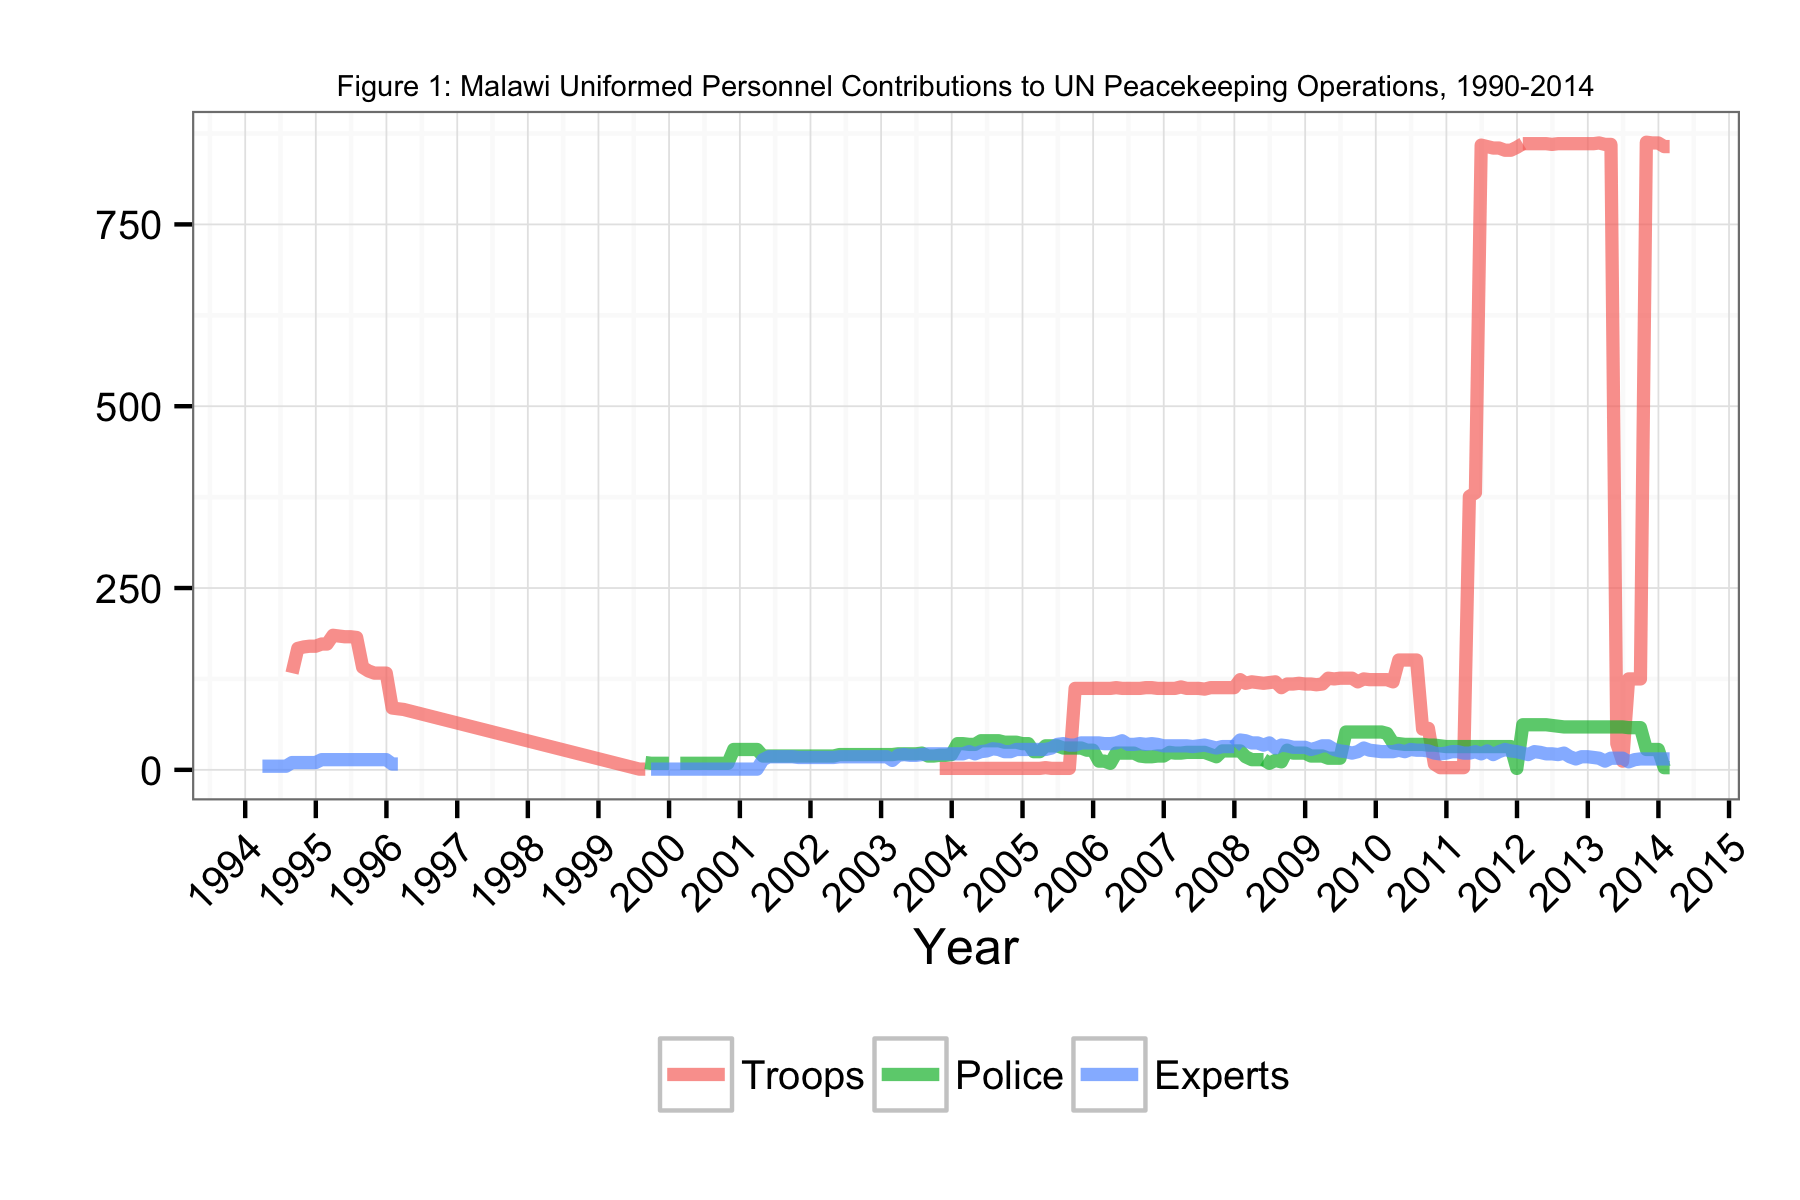 Figure 1: Malawi Uniformed Personnel Contributions to UN Peacekeeping Operations, 1990-2014
750
500
250
0
1994 1995 1996 1997 1998 1999 2000 2001 2002 2003 2004 2005 2006 2007 2008 2009 2010 2011 2012 2013 2014 2015
Year
Troops Police Experts